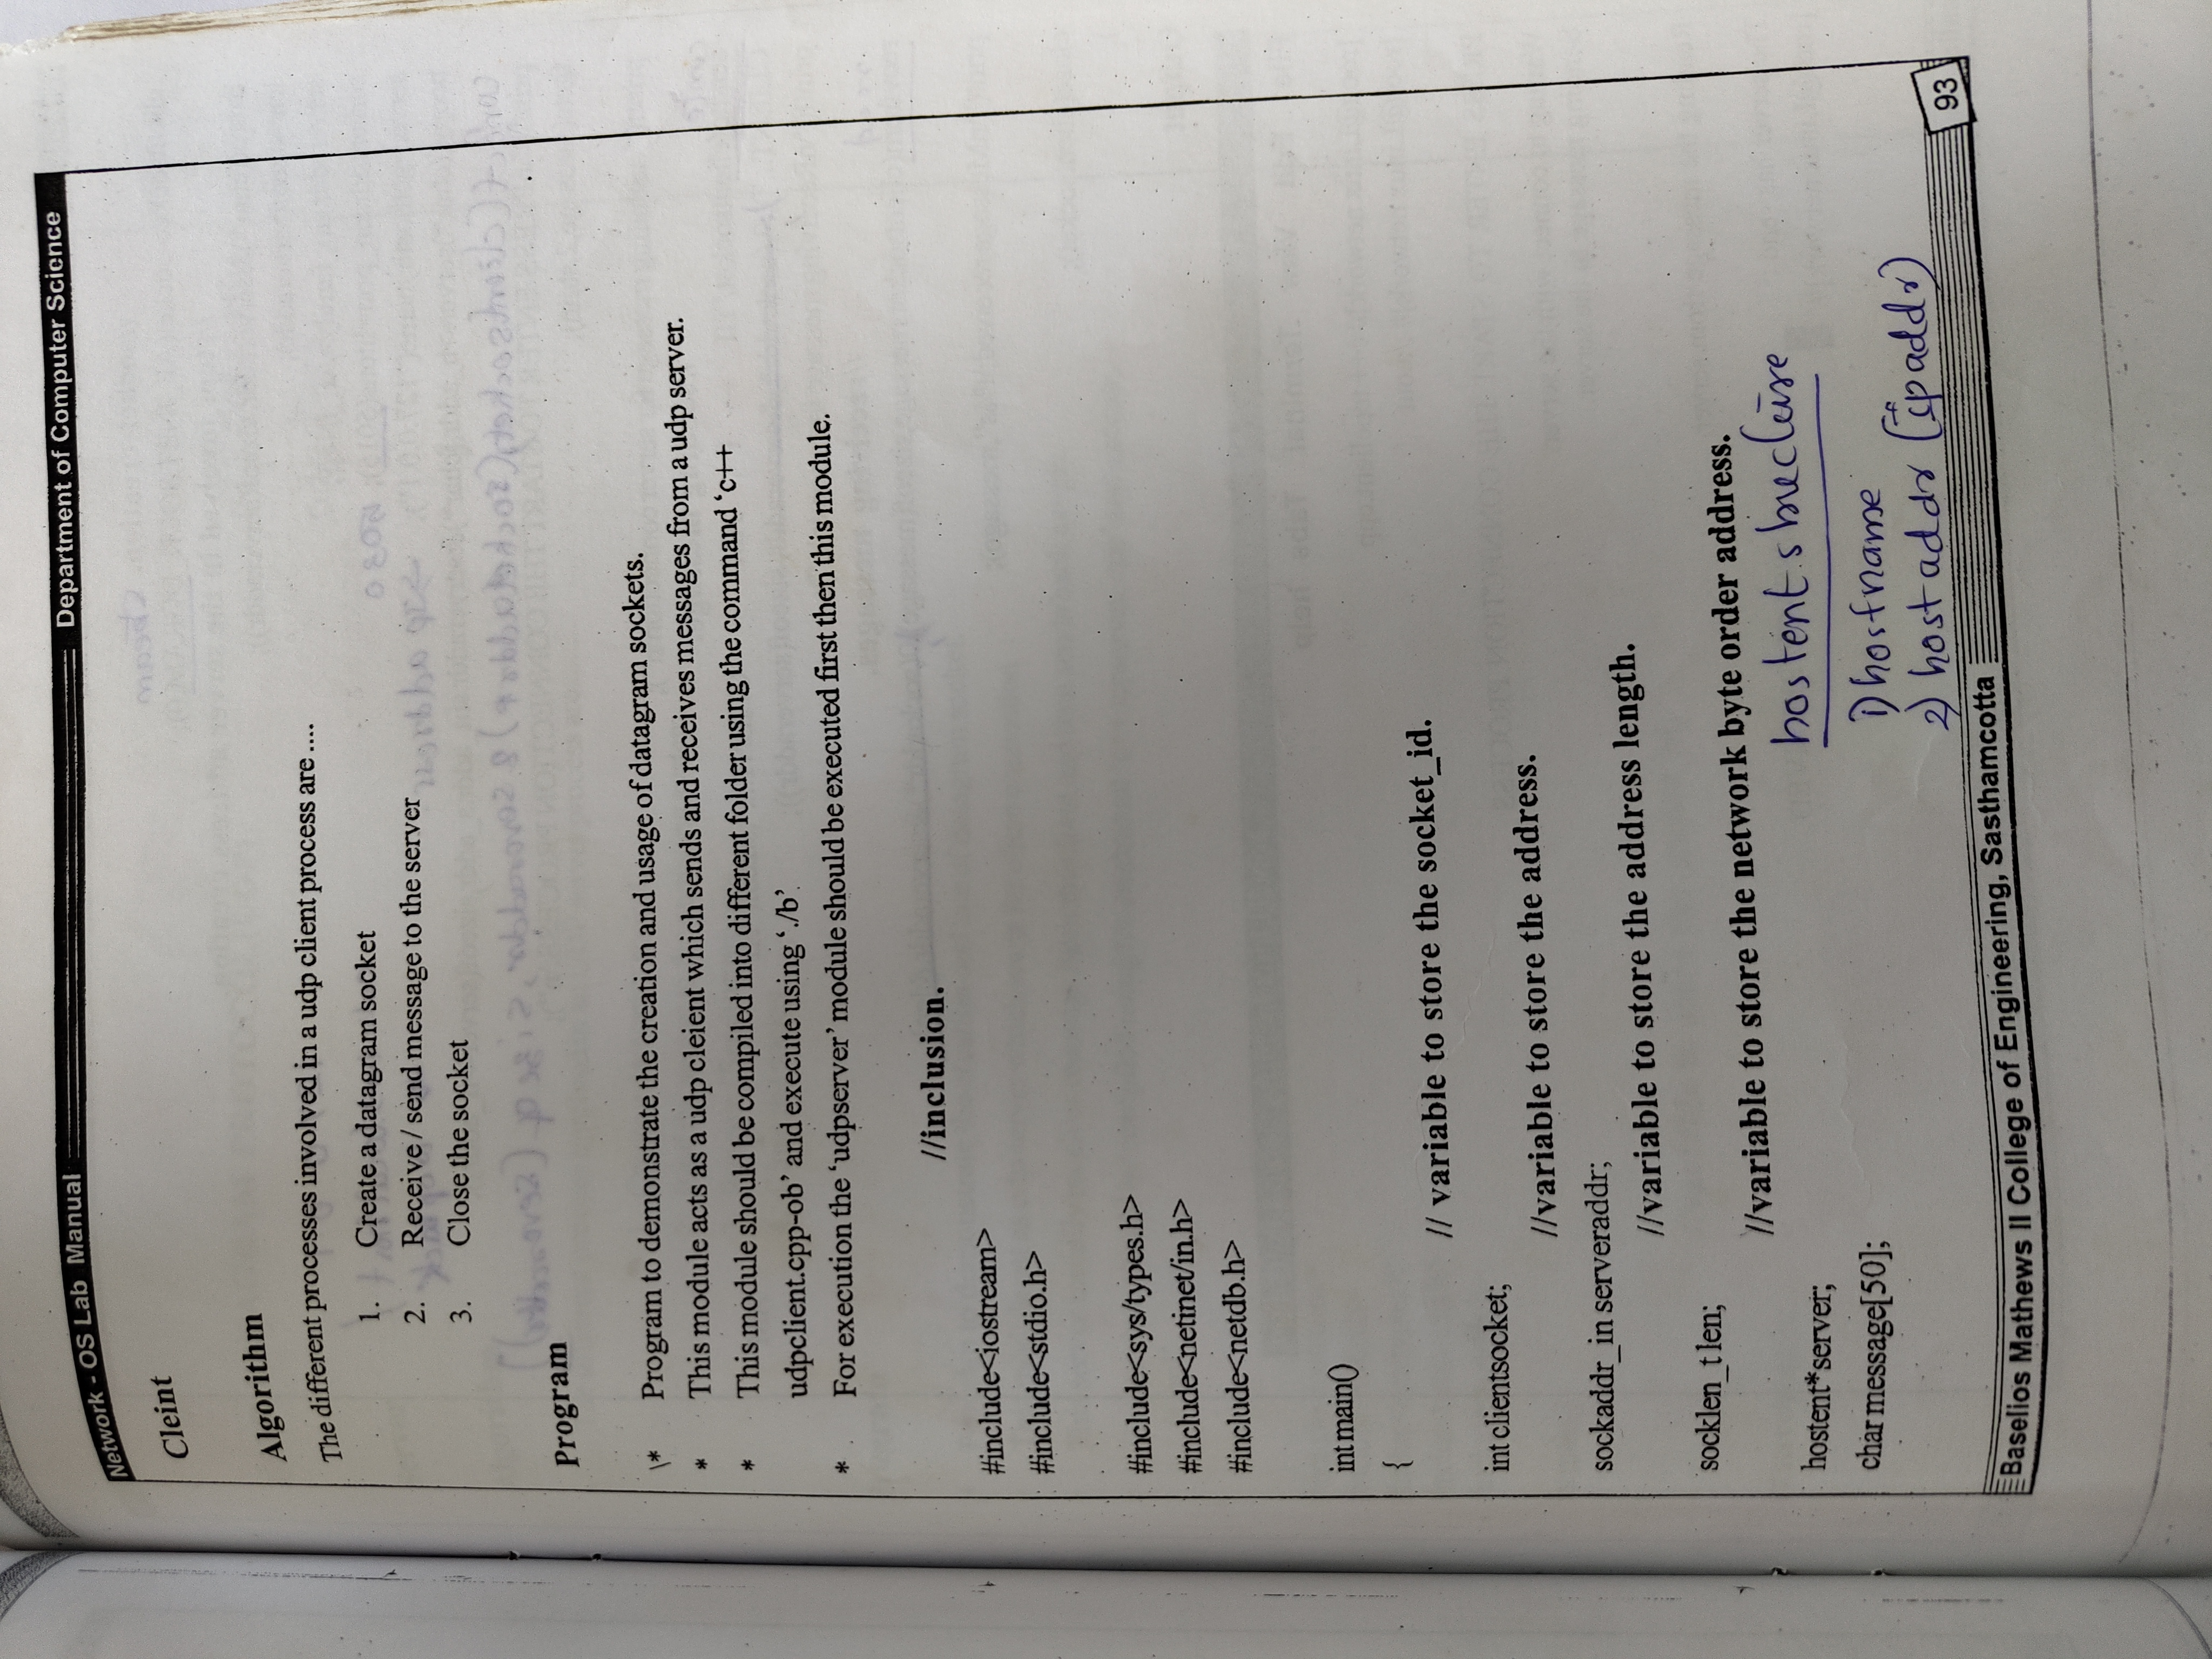 Network - OS Lab Manual Department of Computer Science
Cleint
Algorithm
The different processes involved in a udp client process are ....
1. Create a datagram socket
2. Receive / send message to the server
3. Close the socket
Program
\* Program to demonstrate the creation and usage of datagram sockets.
* This module acts as a udp cleient which sends and receives messages from a udp server.
* This module should be compiled into different folder using the command ‘c++
udpclient.cpp-ob’ and execute using ‘./b’.
* For execution the ‘udpserver’ module should be executed first then this module.
//inclusion.
#include<iostream>
#include<stdio.h>
#include<sys/types.h>
#include<netinet/in.h>
#include<netdb.h>
int main()
{
// variable to store the socket_id.
int clientsocket;
//variable to store the address.
sockaddr_in serveraddr;
//variable to store the address length.
socklen_t len;
//variable to store the network byte order address.
hostent structure
hostent*server;
1) hostname
char message[50];
2) host addr (ip addr)
Baselios Mathews II College of Engineering, Sasthamcotta 93